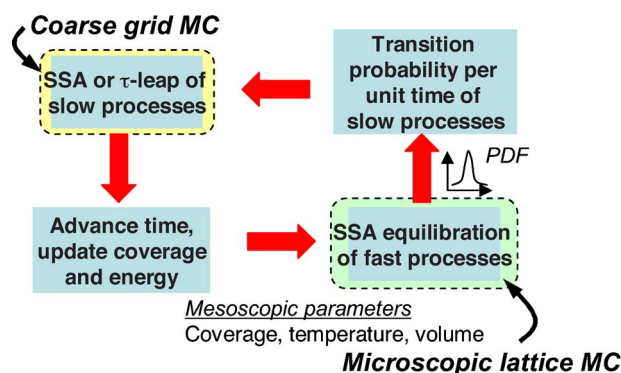 Coarse grid MC
SSA or τ-leap of
slow processes
Transition
probability per
unit time of
slow processes
PDF
Advance time,
update coverage
and energy
SSA equilibration
of fast processes
Mesoscopic parameters
Coverage, temperature, volume
Microscopic lattice MC